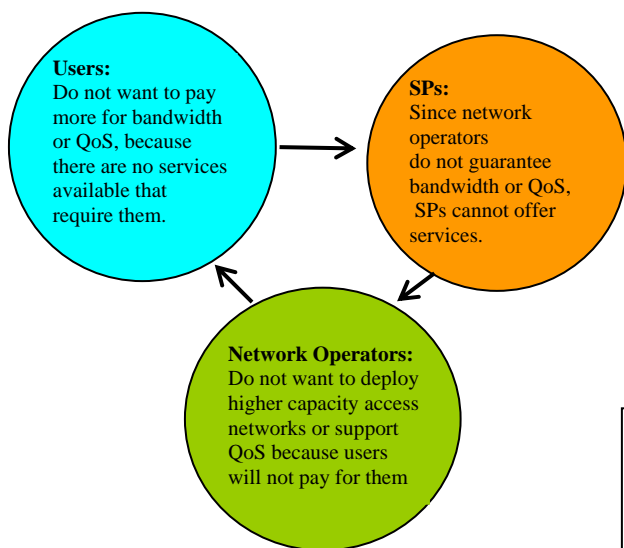 Users:
Do not want to pay
more for bandwidth
or QoS, because
there are no services
available that
require them.
SPs:
Since network
operators
do not guarantee
bandwidth or QoS,
SPs cannot offer
services.
Network Operators:
Do not want to deploy
higher capacity access
networks or support
QoS because users
will not pay for them